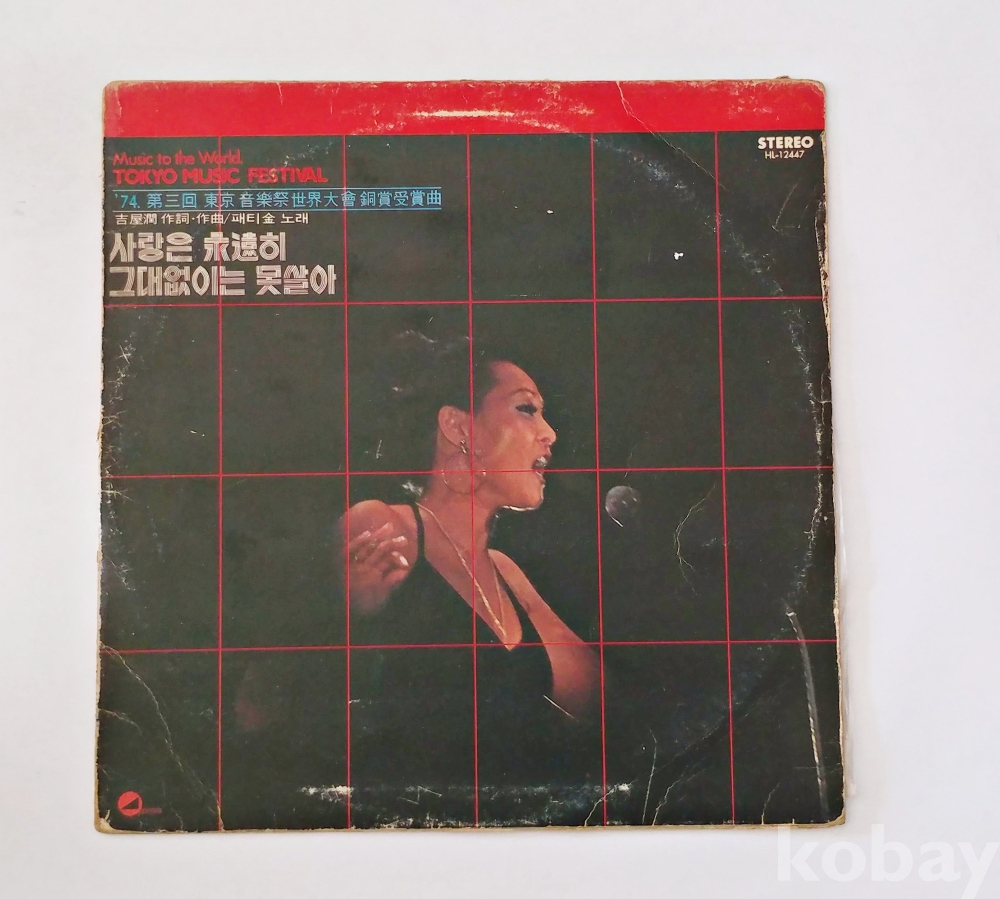 Music to the World.
TOKYO MUSIC FESTIVAL
'74. 第三回 東京 音樂祭 世界大會 銅賞受賞曲
吉屋潤 作詞·作曲/패티金 노래
사랑은 永遠히
그대없이는 못살아
STEREO
HL-12447
kobay